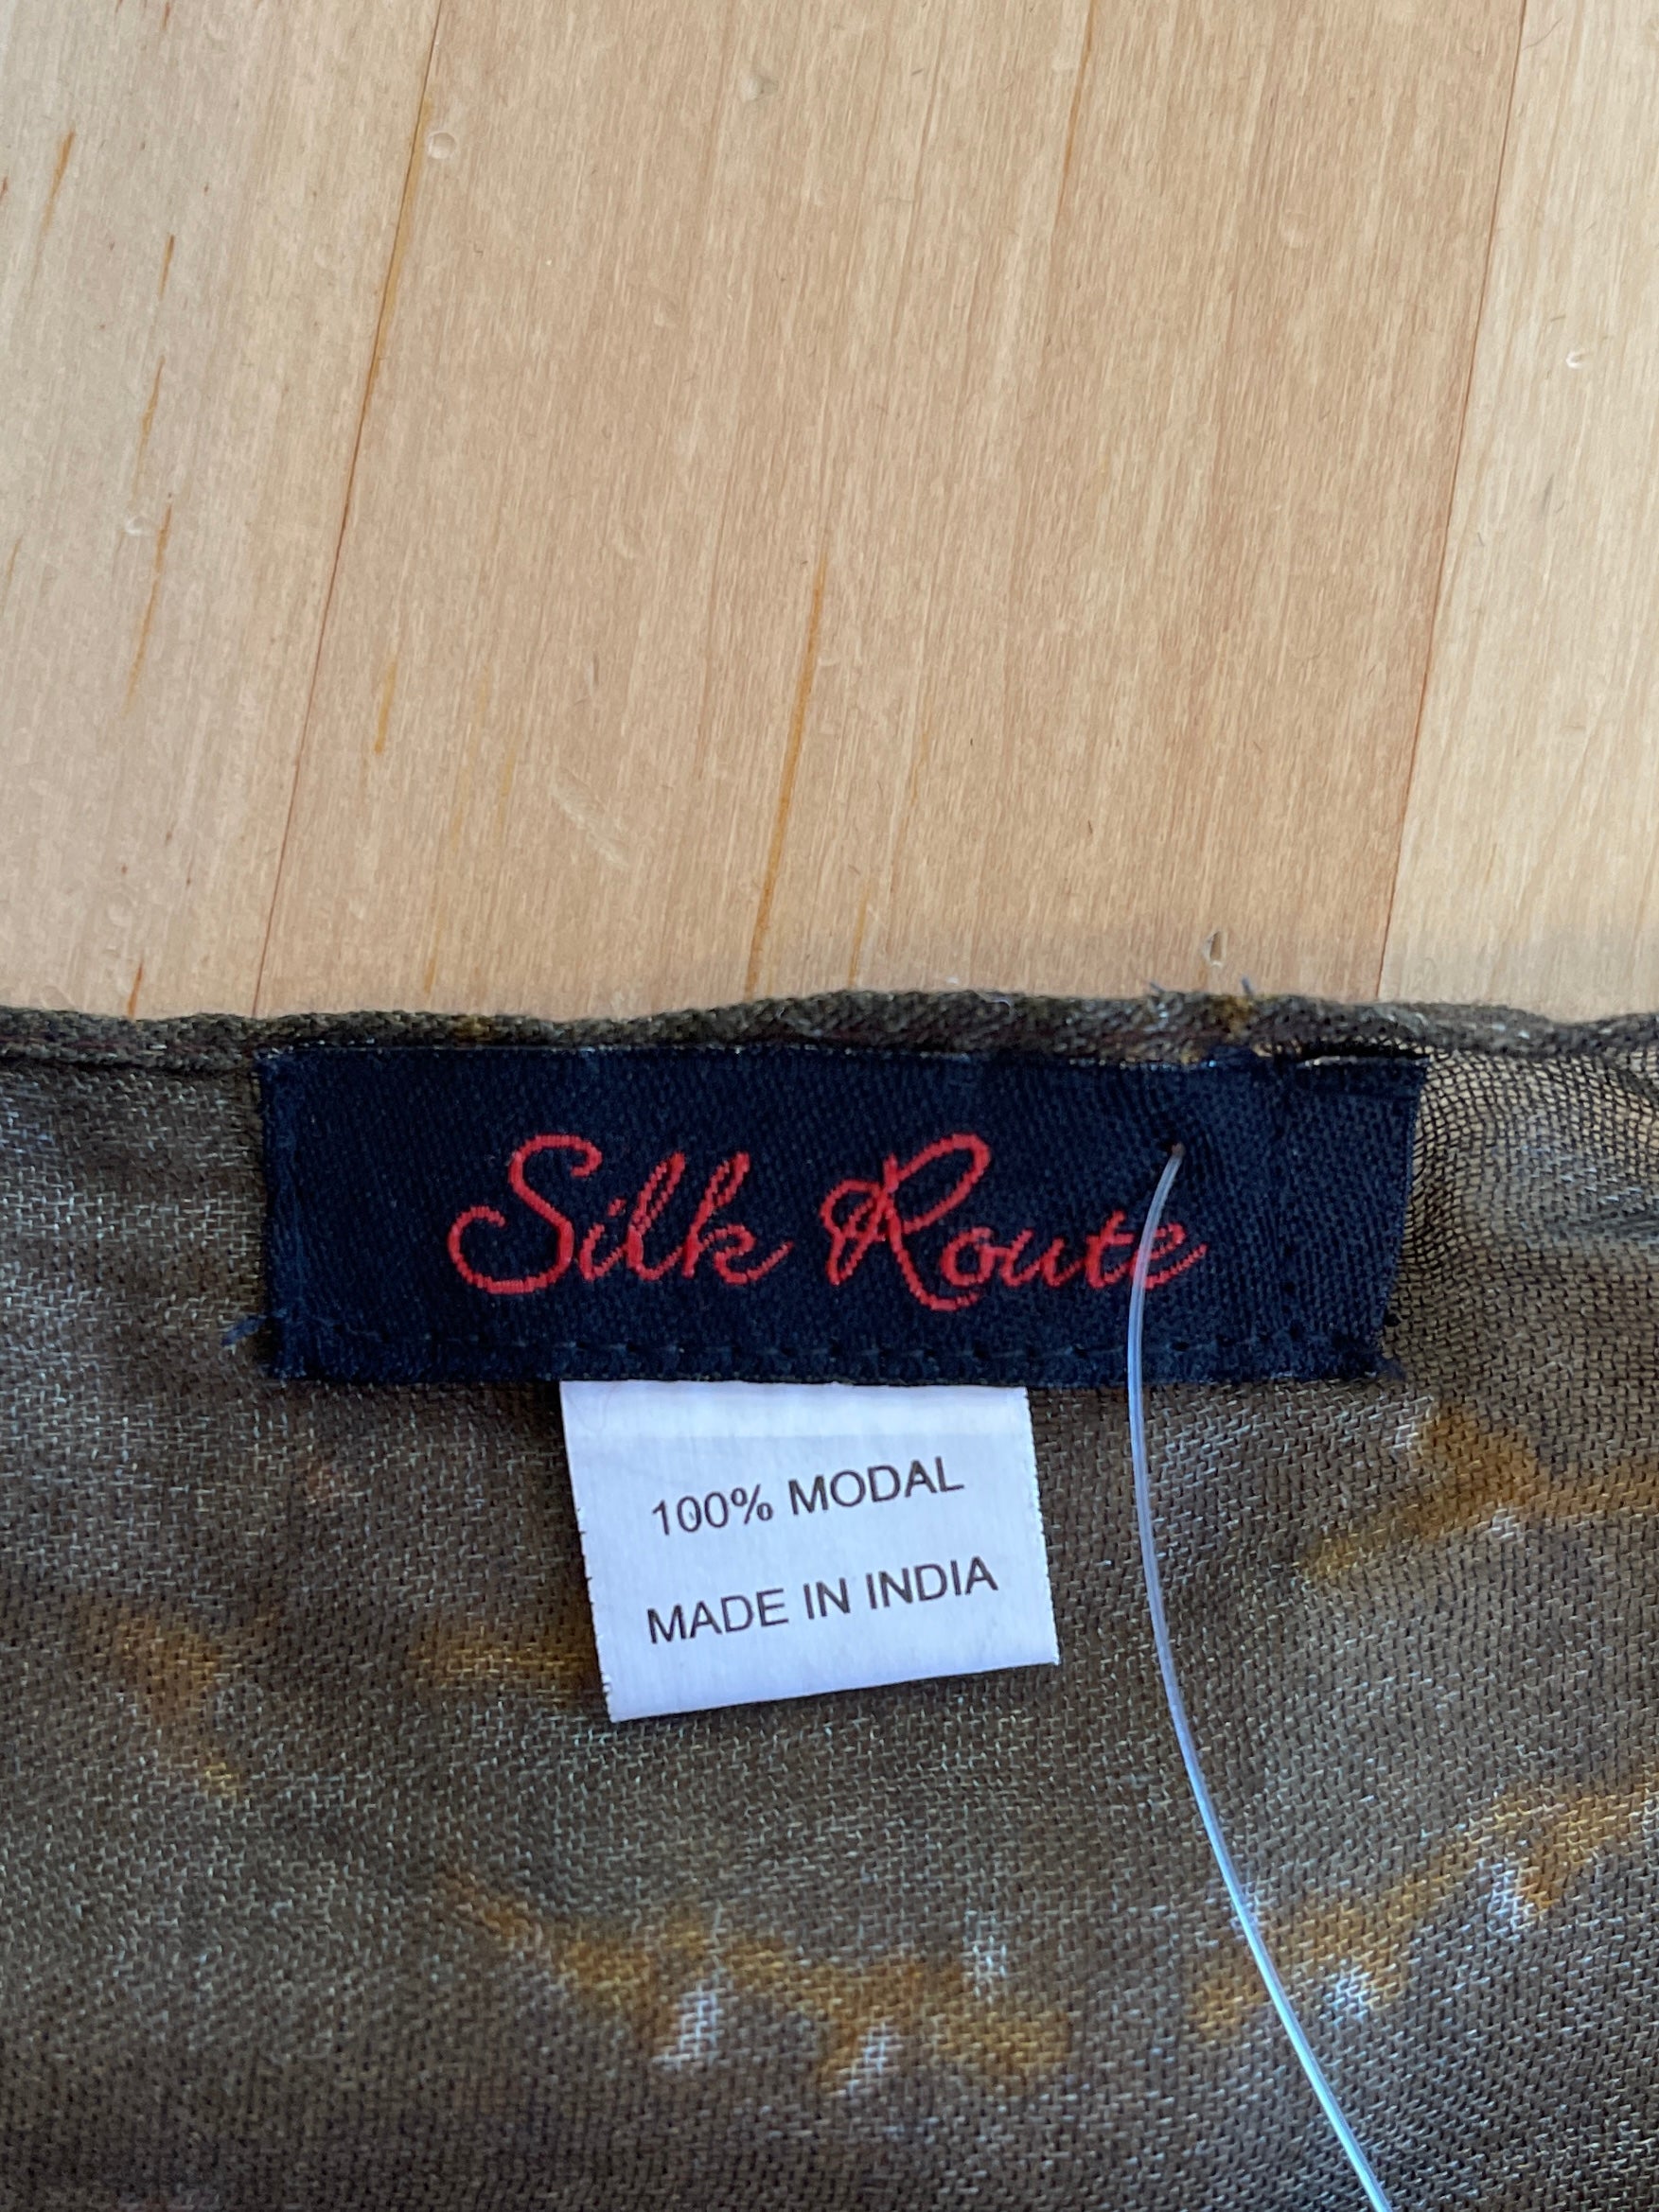 Silk Route
100% MODAL
MADE IN INDIA